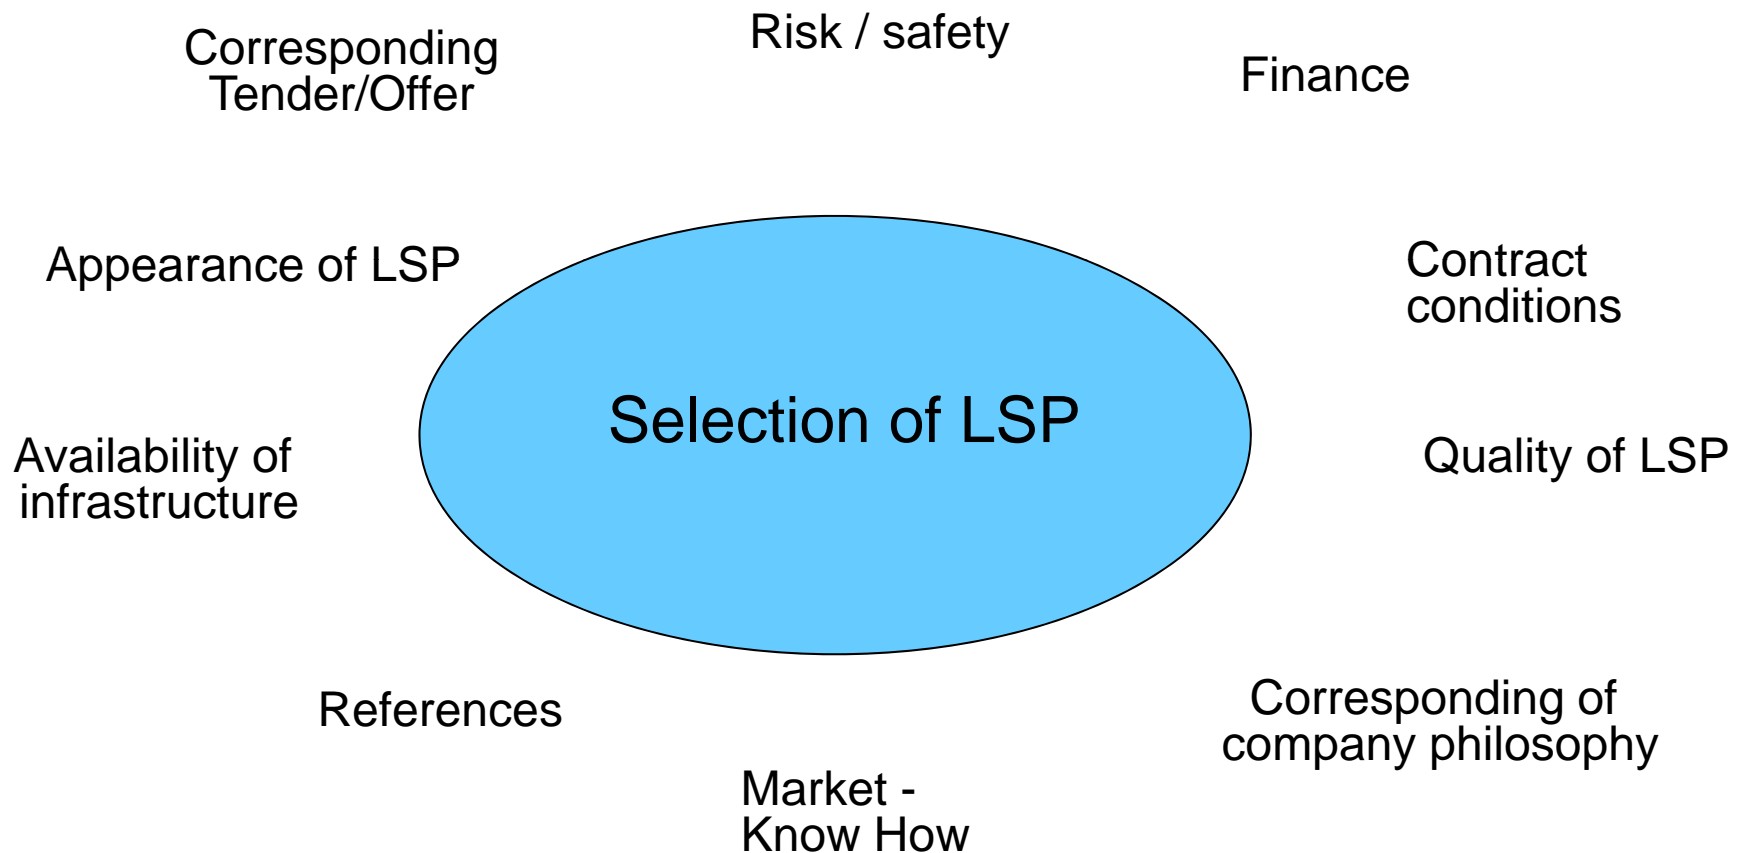 Risk / safety
Corresponding
Tender/Offer
Finance
Appearance of LSP
Contract
conditions
Selection of LSP
Availability of
infrastructure
Quality of LSP
References
Corresponding of
company philosophy
Market -
Know How